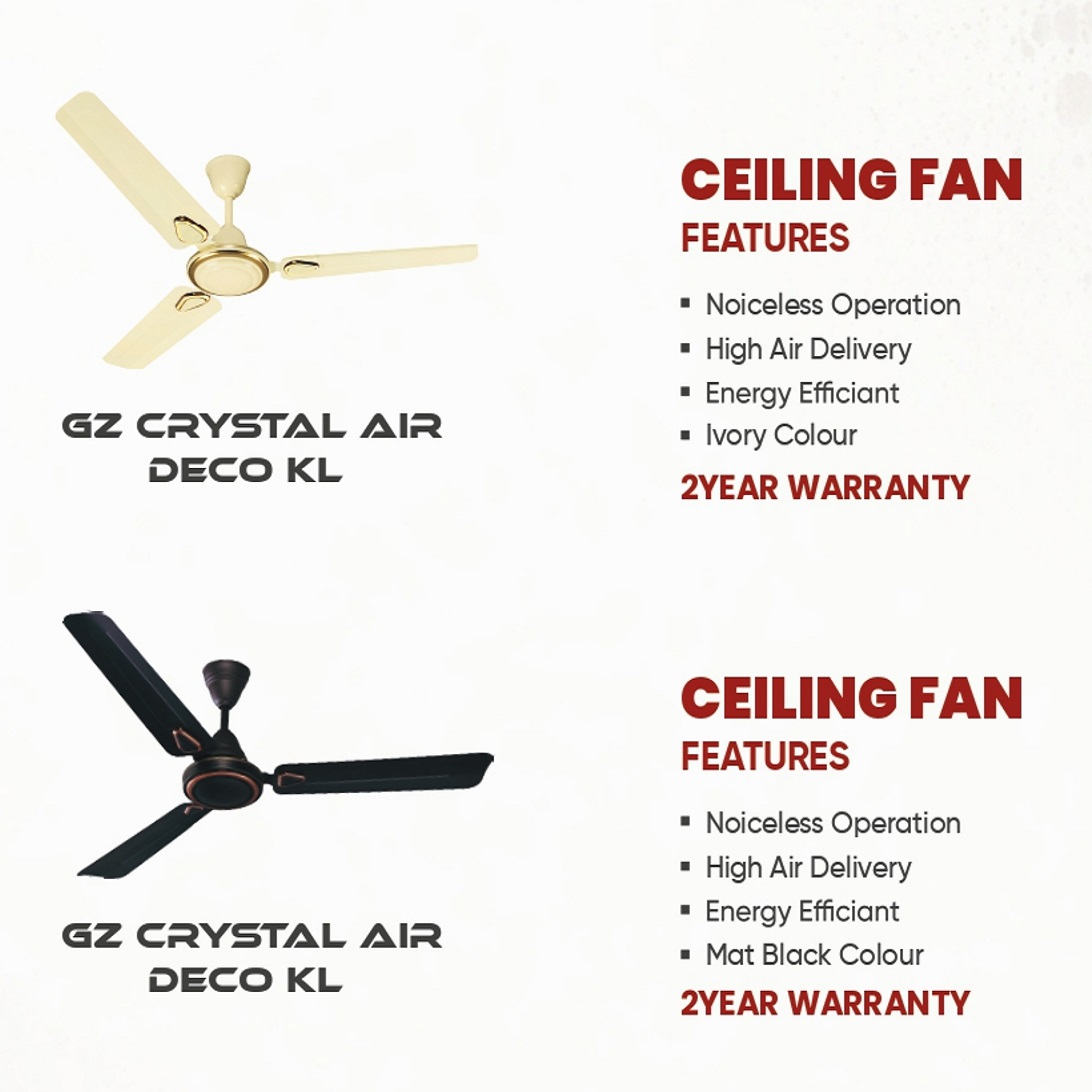 CEILING FAN
FEATURES
▪ Noiceless Operation
▪ High Air Delivery
▪ Energy Efficiant
▪ Ivory Colour
2YEAR WARRANTY
GZ CRYSTAL AIR
DECO KL
CEILING FAN
FEATURES
▪ Noiceless Operation
▪ High Air Delivery
▪ Energy Efficiant
▪ Mat Black Colour
2YEAR WARRANTY
GZ CRYSTAL AIR
DECO KL